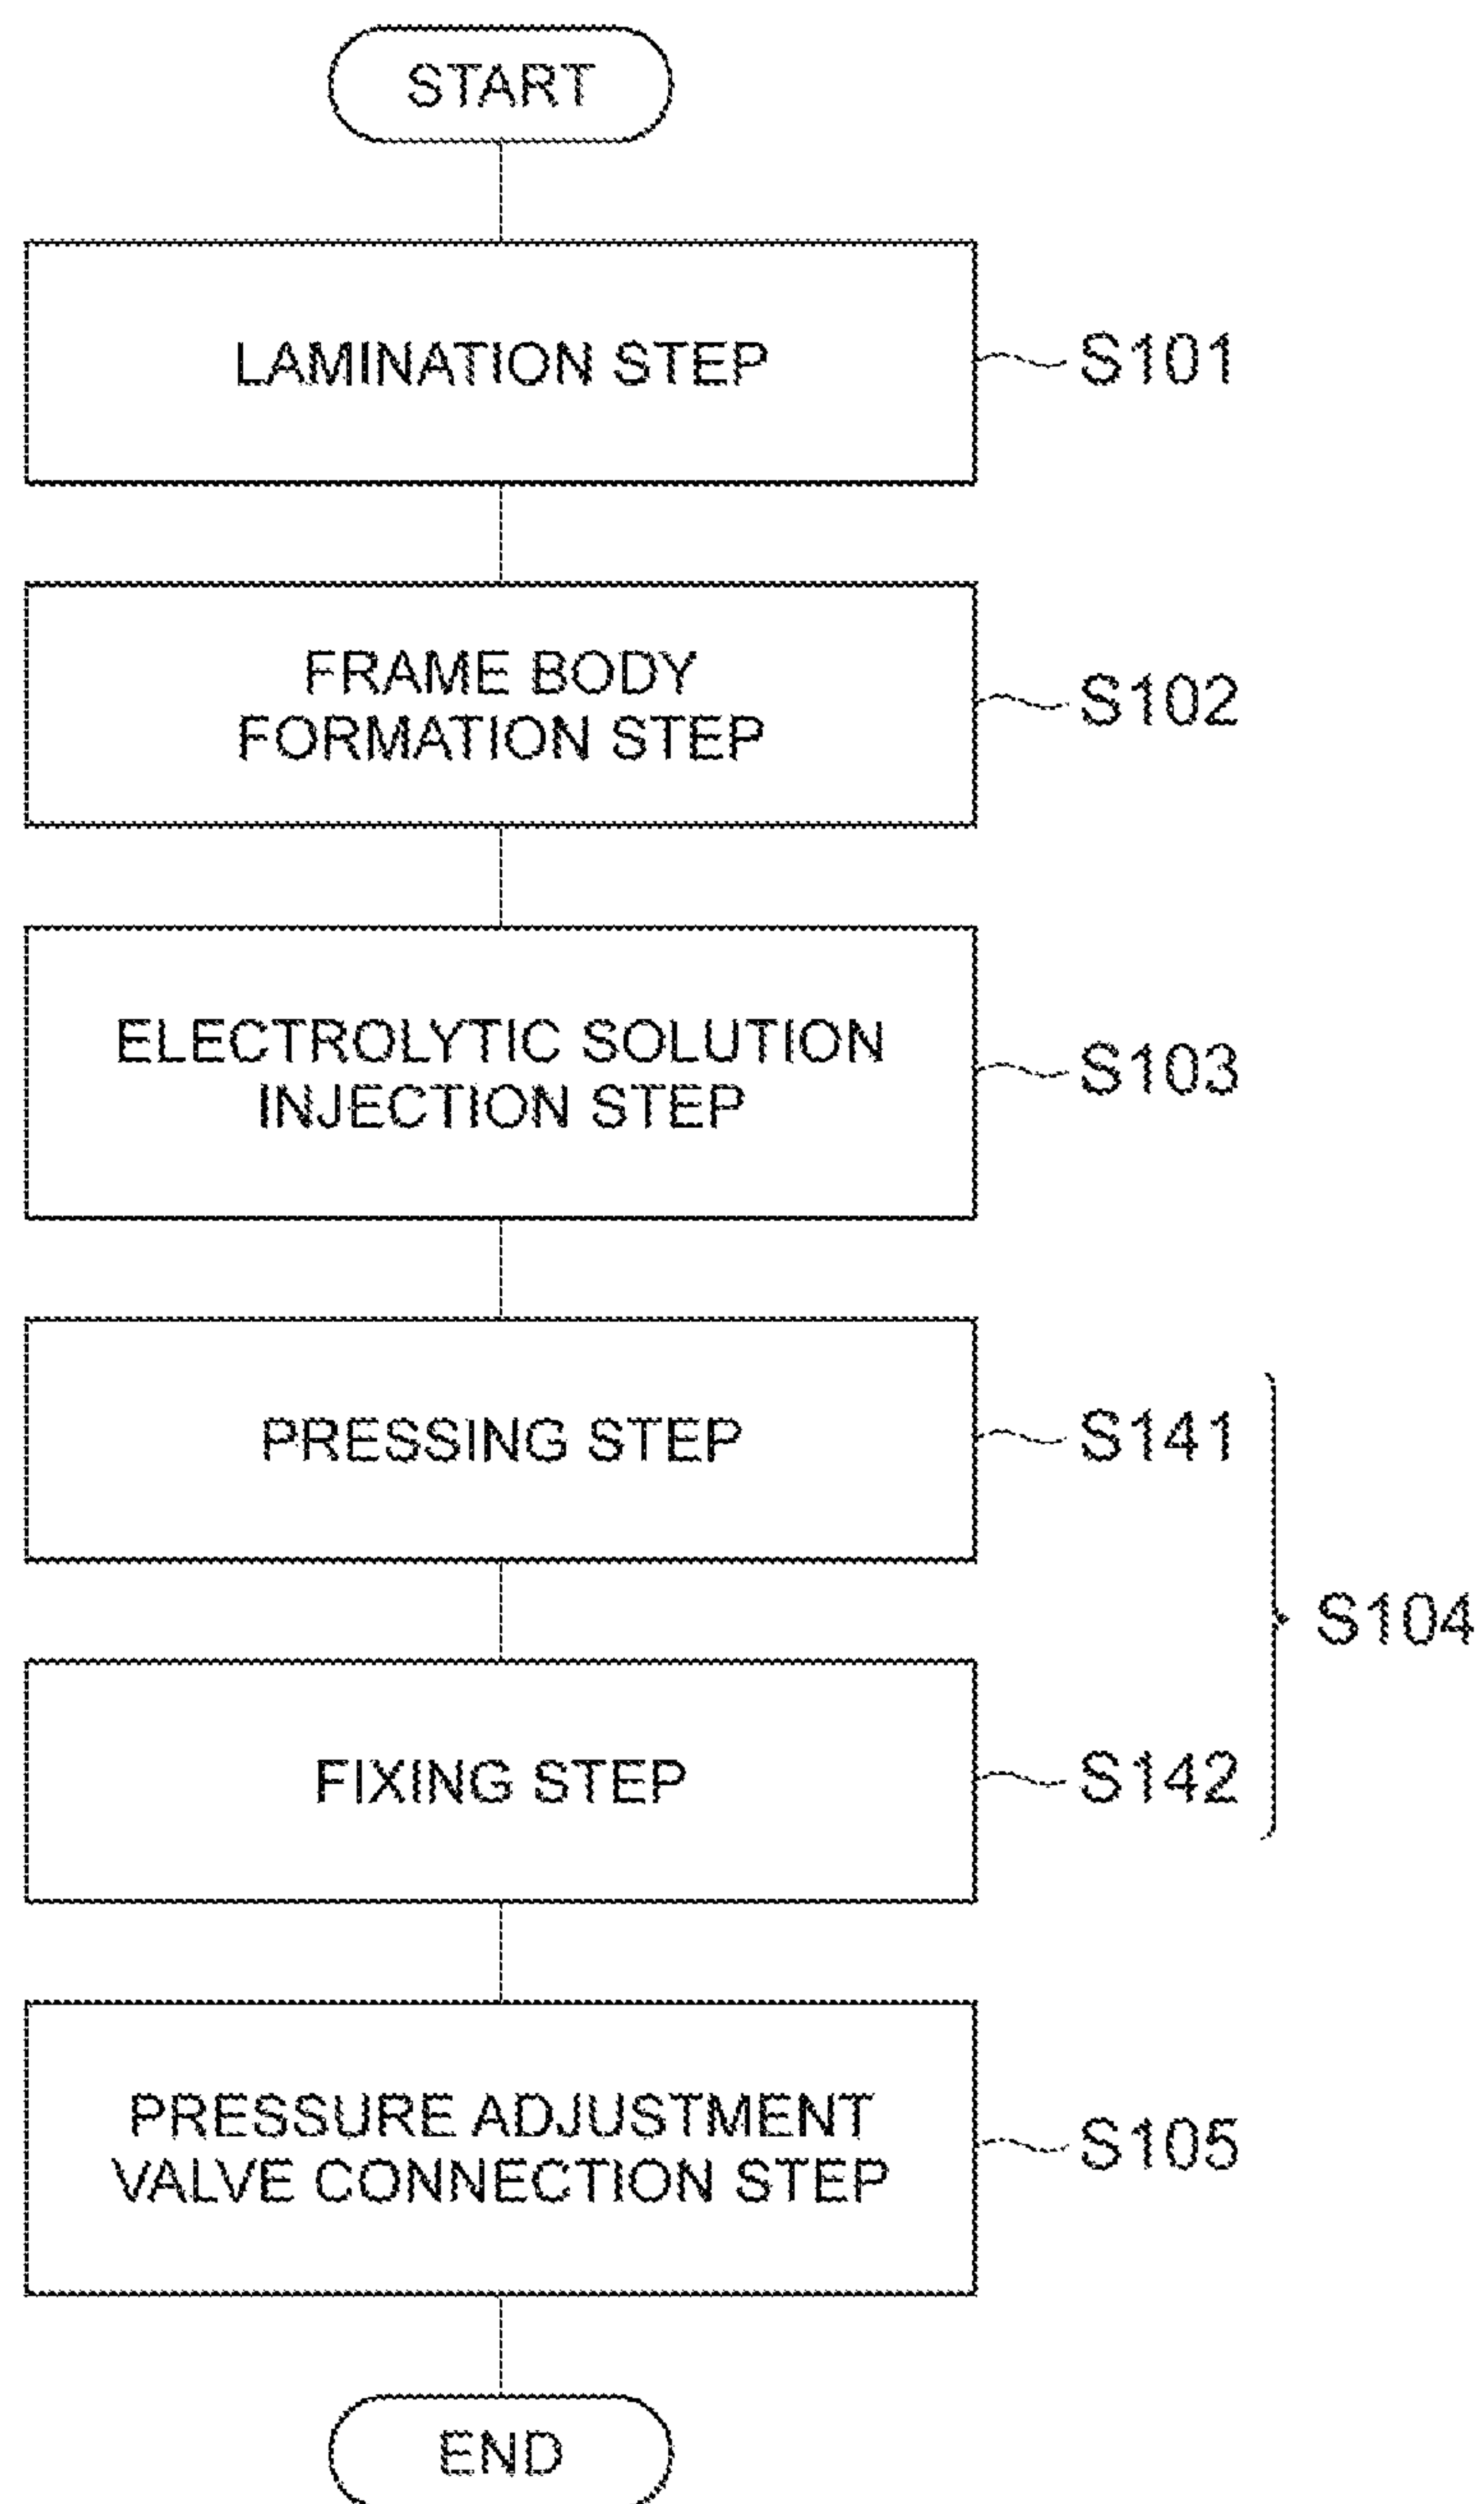 START
LAMINATION STEP
S101
FRAME BODY
FORMATION STEP
S102
ELECTROLYTIC SOLUTION
INJECTION STEP
S103
PRESSING STEP
S141
FIXING STEP
S142
S104
PRESSURE ADJUSTMENT
VALVE CONNECTION STEP
S105
END